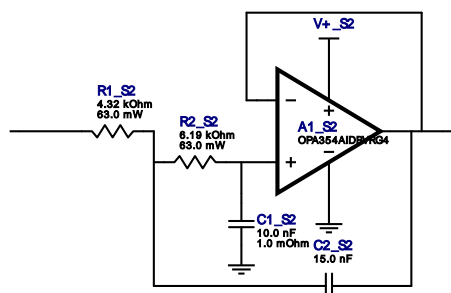 V+_S2
R1_S2
4.32 kOhm
63.0 mW
R2_S2
6.19 kOhm
63.0 mW
−
+
A1_S2
OPA354AIDBVRG4
−
+
C1_S2
10.0 nF
1.0 mOhm
C2_S2
15.0 nF